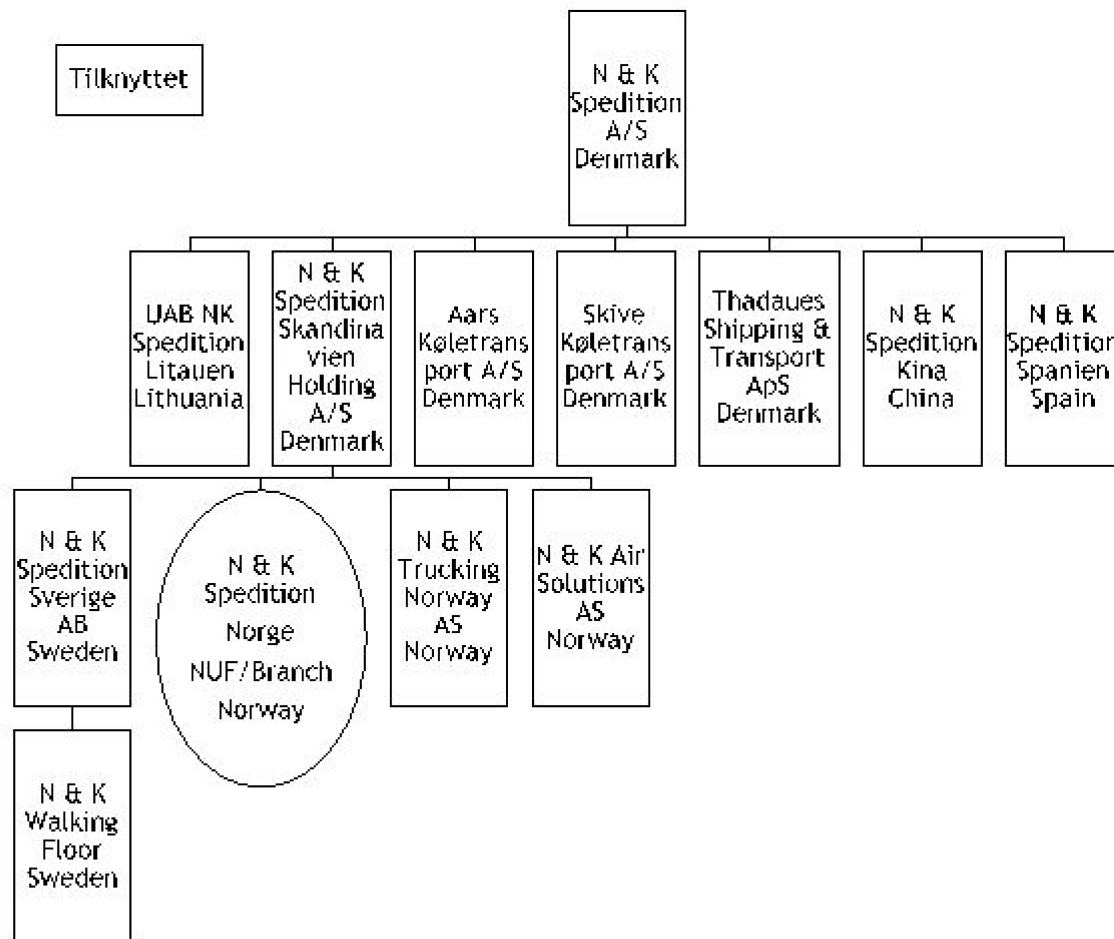 Tilknyttet
N & K
Spedition
A/S
Denmark
UAB NK
Spedition
Litauen
Lithuania
N & K
Spedition
Skandina
vien
Holding
A/S
Denmark
Aars
Køletrans
port A/S
Denmark
Skive
Køletrans
port A/S
Denmark
Thadaues
Shipping &
Transport
ApS
Denmark
N & K
Spedition
Kina
China
N & K
Spedition
Spanien
Spain
N & K
Spedition
Sverige
AB
Sweden
N & K
Spedition
Norge
NUF/Branch
Norway
N & K
Trucking
Norway
AS
Norway
N & K Air
Solutions
AS
Norway
N & K
Walking
Floor
Sweden